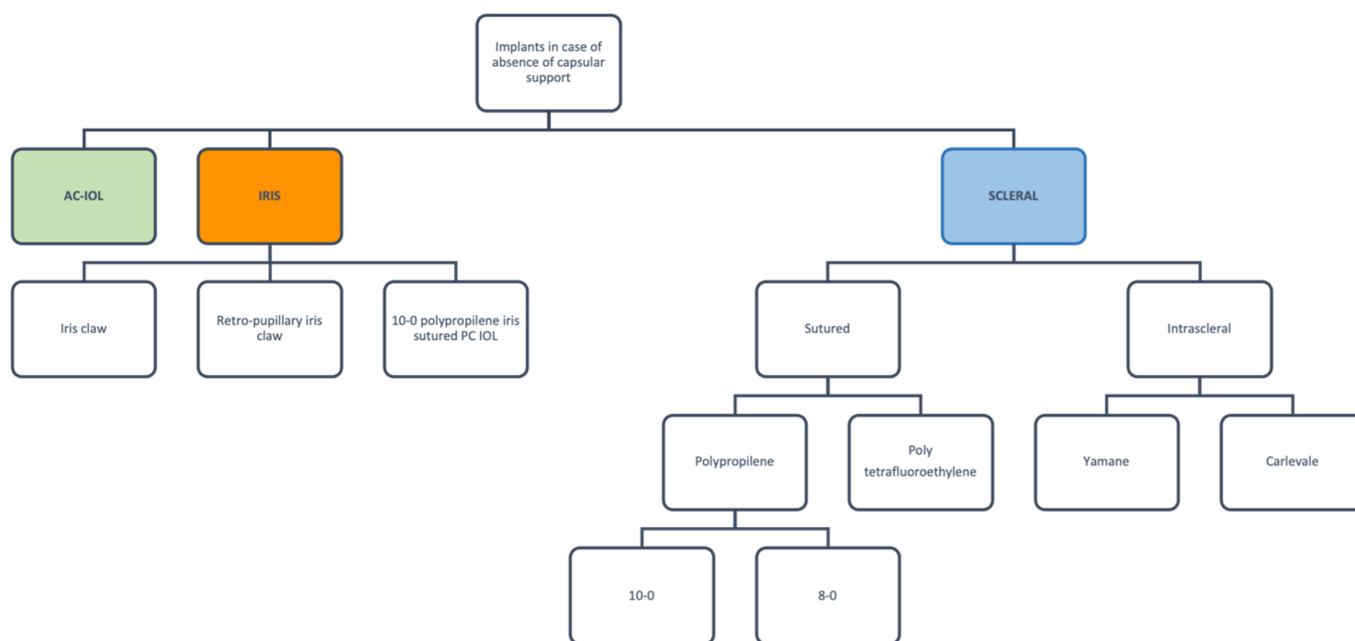 Implants in case of
absence of capsular
support
AC-IOL
IRIS
SCLERAL
Iris claw
Retro-pupillary iris
claw
10-0 polypropilene iris
sutured PC IOL
Sutured
Intrascleral
Polypropilene
Poly
tetrafluoroethylene
Yamane
Carlevale
10-0
8-0